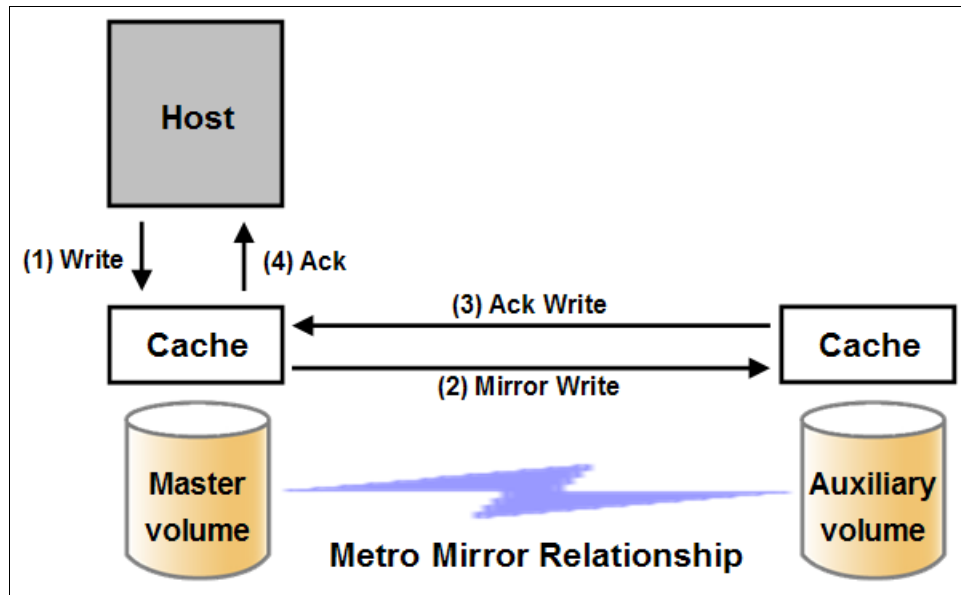 Host
(1) Write
(4) Ack
(3) Ack Write
Cache
Cache
(2) Mirror Write
Master
volume
Auxiliary
volume
Metro Mirror Relationship